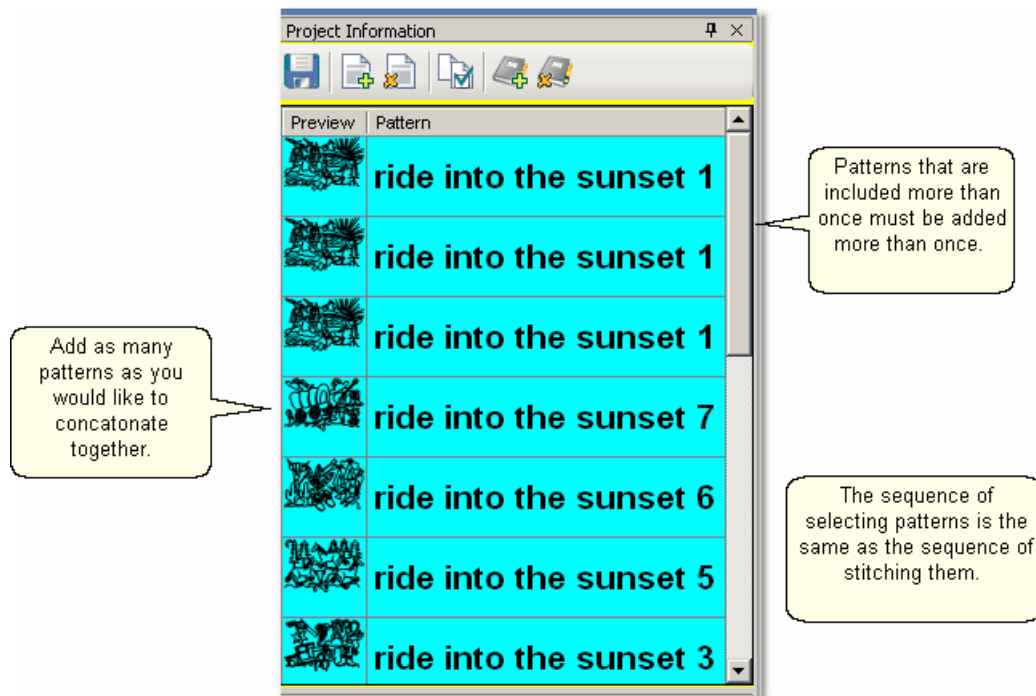 Project Information
Preview Pattern
ride into the sunset 1
ride into the sunset 1
ride into the sunset 1
ride into the sunset 7
ride into the sunset 6
ride into the sunset 5
ride into the sunset 3
Patterns that are
included more than
once must be added
more than once.
Add as many
patterns as you
would like to
concatonate
together.
The sequence of
selecting patterns is the
same as the sequence of
stitching them.